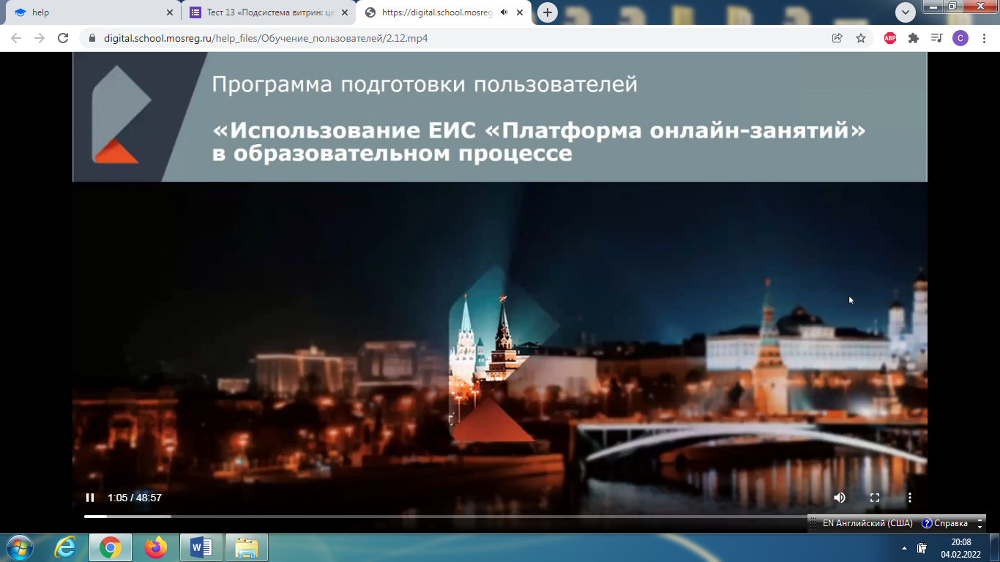 help
Тест 13 «Подсистема витрин: це
https://digital.school.mosreg
digital.school.mosreg.ru/help_files/Обучение_пользователей/2.12.mp4
ABP
C
Программа подготовки пользователей
«Использование ЕИС «Платформа онлайн-занятий»
в образовательном процессе
1:05 / 48:57
EN Английский (США) ? Справка
20:08
04.02.2022